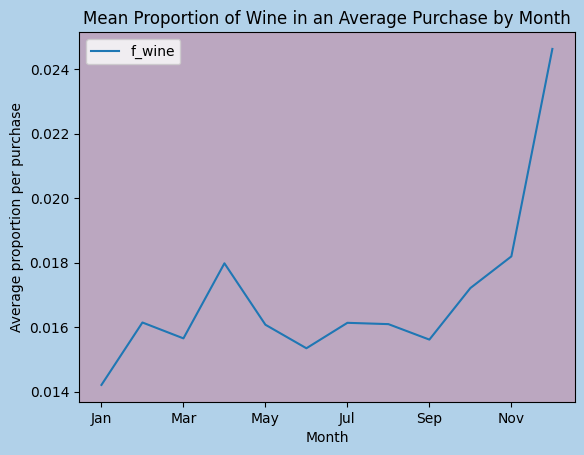 Mean Proportion of Wine in an Average Purchase by Month
f_wine
0.024
0.022
0.020
0.018
0.016
0.014
Average proportion per purchase
Jan Mar May Jul Sep Nov
Month